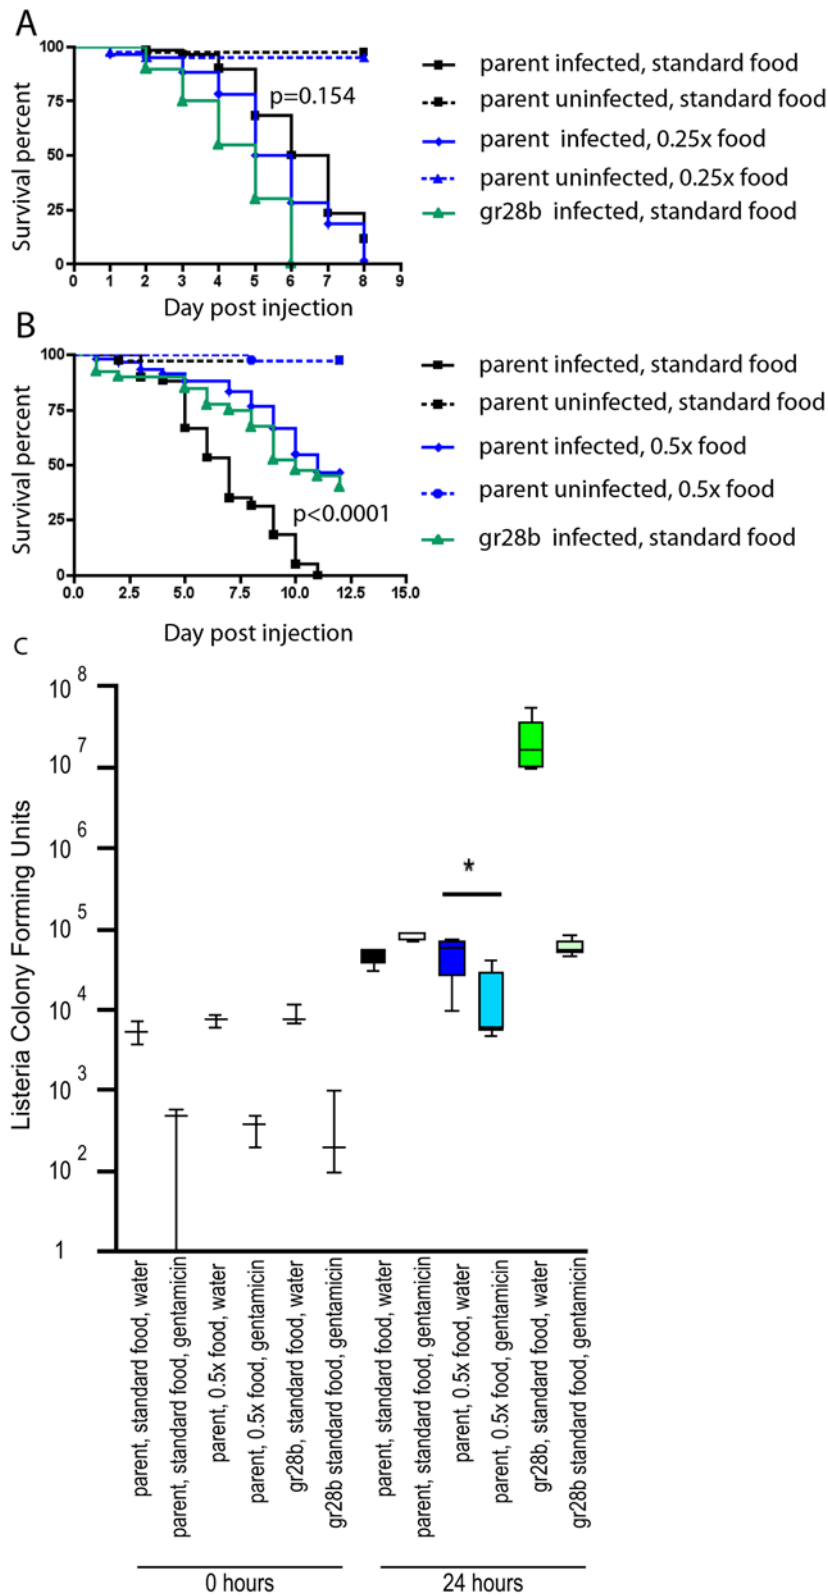 A
100
75
50
25
0
Survival percent
p=0.154
0 1 2 3 4 5 6 7 8 9
Day post injection
parent infected, standard food
parent uninfected, standard food
parent infected, 0.25x food
parent uninfected, 0.25x food
gr28b infected, standard food
B
100
75
50
25
0
Survival percent
p<0.0001
0.0 2.5 5.0 7.5 10.0 12.5 15.0
Day post injection
parent infected, standard food
parent uninfected, standard food
parent infected, 0.5x food
parent uninfected, 0.5x food
gr28b infected, standard food
C
10 8
10 7
10 6
10 5
10 4
10 3
10 2
1
Listeria Colony Forming Units
*
parent, standard food, water
parent, standard food, gentamicin
parent, 0.5x food, water
parent, 0.5x food, gentamicin
gr28b, standard food, water
gr28b standard food, gentamicin
parent, standard food, water
parent, standard food, gentamicin
parent, 0.5x food, water
parent, 0.5x food, gentamicin
gr28b, standard food, water
gr28b standard food, gentamicin
0 hours
24 hours